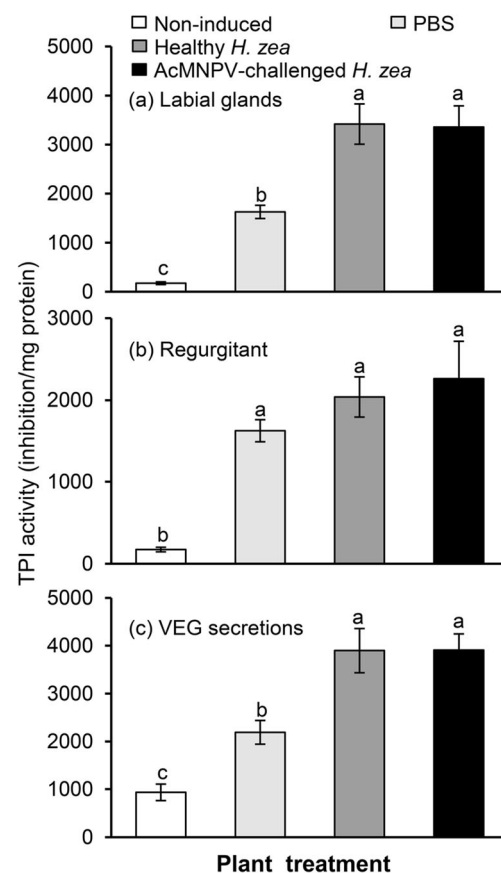 Non-induced
PBS
Healthy H. zea
AcMNPV-challenged H. zea
TPI activity (inhibition/mg protein)
5000
4000
3000
2000
1000
0
(a) Labial glands
c
b
a
a
3000
2000
1000
0
(b) Regurgitant
b
a
a
a
5000
4000
3000
2000
1000
0
(c) VEG secretions
c
b
a
a
Plant treatment